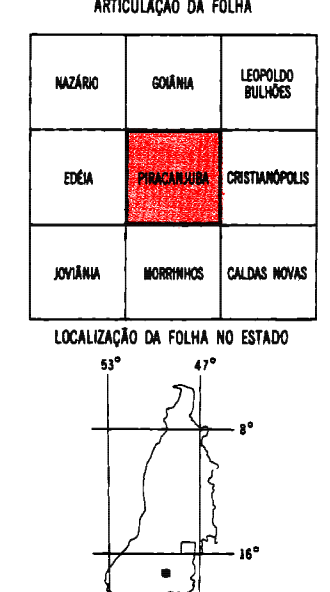 ARTICULAÇÃO DA FOLHA
NAZÁRIO GOIÂNIA LEOPOLDO
BULHÕES
EDÉIA PIRACANJUBA CRISTIANÓPOLIS
JOVIÂNIA MORRINHOS CALDAS NOVAS
LOCALIZAÇÃO DA FOLHA NO ESTADO
53° 47°
8°
16°